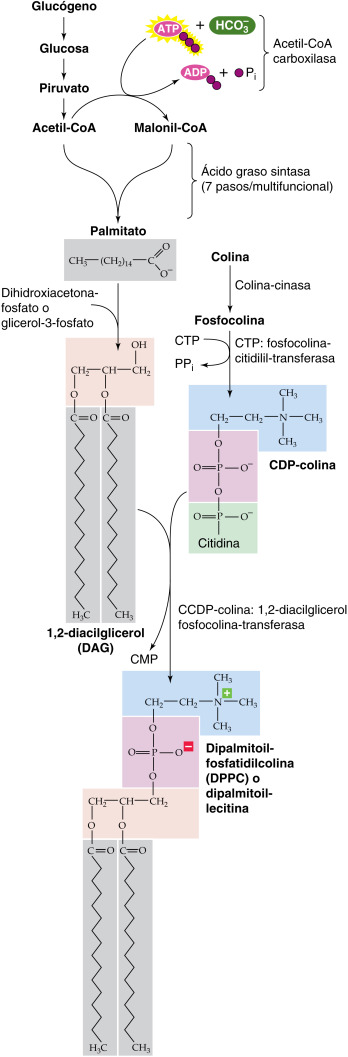 Glucógeno
Glucosa
Piruvato
Acetil-CoA
Malonil-CoA
ATP + HCO3−
ADP + Pi
Acetil-CoA
carboxilasa
Ácido graso sintasa
(7 pasos/multifuncional)
Palmitato
CH3—(CH2)14—C
O
O−
Dihidroxiacetona-
fosfato o
glicerol-3-fosfato
Colina
Colina-cinasa
Fosfocolina
CTP
PPi
CTP: fosfocolina-
citidilil-transferasa
OH
CH2—CH—CH2
O O
C=O C=O
H3C CH3
1,2-diacilglicerol
(DAG)
CH3
CH2—CH2—N—CH3
CH3
O
O=P—O−
O
O=P—O−
Citidina
CDP-colina
CCDP-colina: 1,2-diacilglicerol
fosfocolina-transferasa
CMP
CH3
+
CH2—CH2—N—CH3
CH3
O
−
O=P—O
O
CH2—CH—CH2
O O
C=O C=O
H3C CH3
Dipalmitoil-
fosfatidilcolina
(DPPC) o
dipalmitoil-
lecitina